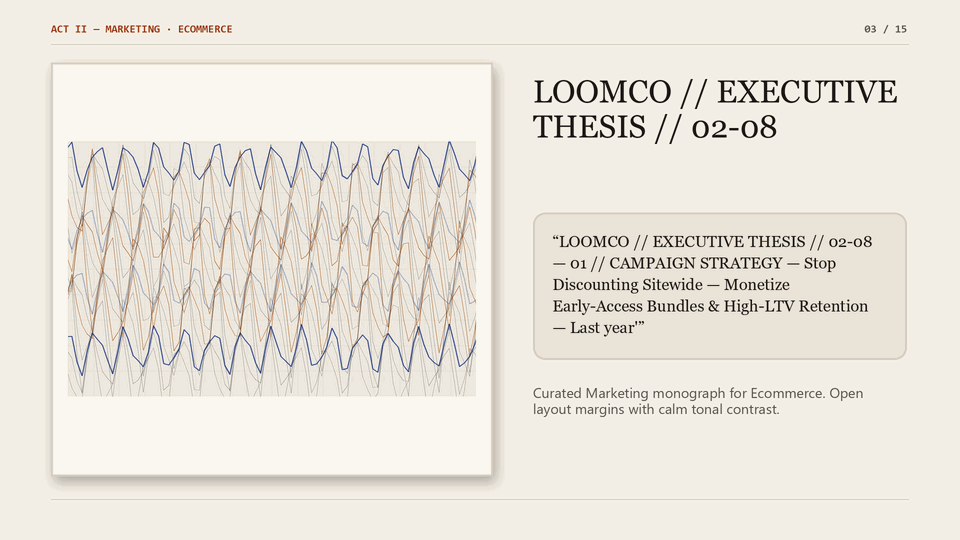 ACT II — MARKETING · ECOMMERCE
03 / 15
LOOMCO // EXECUTIVE
THESIS // 02-08
“LOOMCO // EXECUTIVE THESIS // 02-08
— 01 // CAMPAIGN STRATEGY — Stop
Discounting Sitewide — Monetize
Early-Access Bundles & High-LTV Retention
— Last year'”
Curated Marketing monograph for Ecommerce. Open
layout margins with calm tonal contrast.